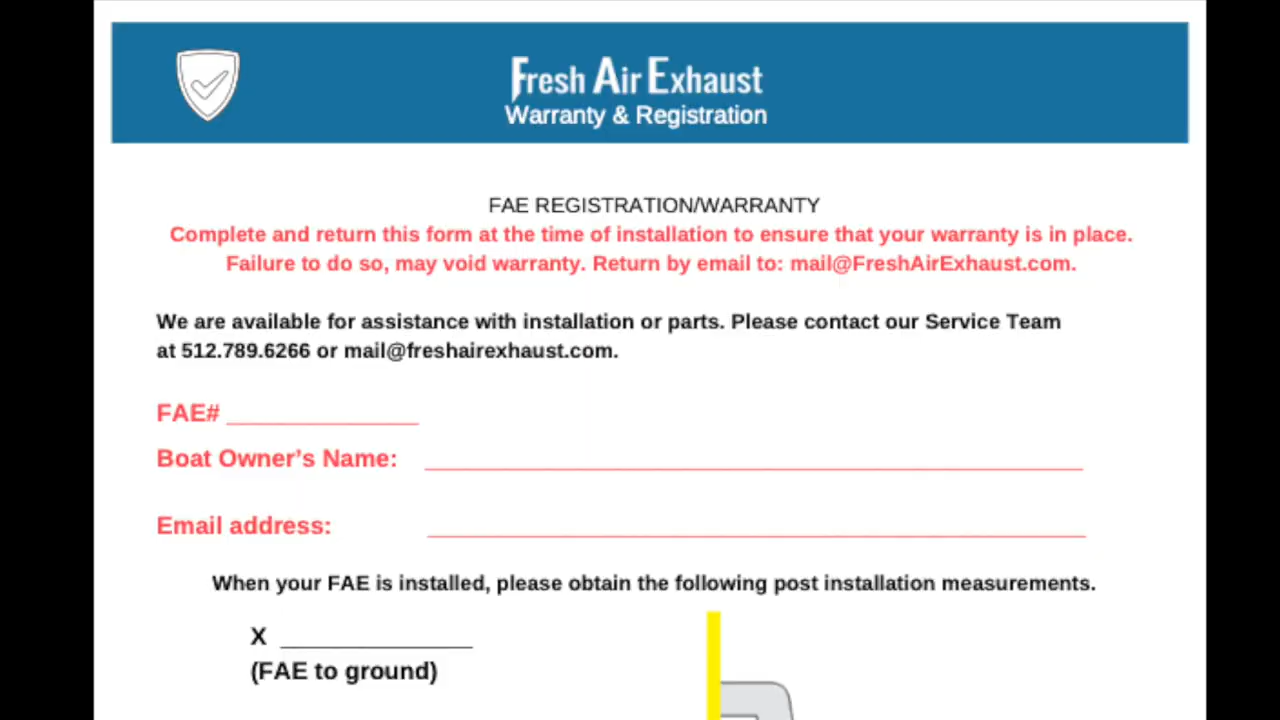 Fresh Air Exhaust
Warranty & Registration
FAE REGISTRATION/WARRANTY
Complete and return this form at the time of installation to ensure that your warranty is in place.
Failure to do so, may void warranty. Return by email to: mail@FreshAirExhaust.com.
We are available for assistance with installation or parts. Please contact our Service Team
at 512.789.6266 or mail@freshairexhaust.com.
FAE# ______________
Boat Owner’s Name: ________________________________________________
Email address: ________________________________________________
When your FAE is installed, please obtain the following post installation measurements.
X ______________
(FAE to ground)